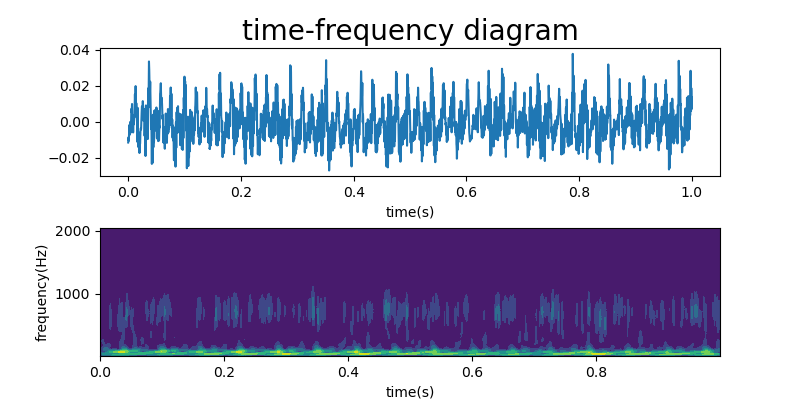 time-frequency diagram
0.04
0.02
0.00
−0.02
0.0 0.2 0.4 0.6 0.8 1.0
time(s)
2000
1000
frequency(Hz)
0.0 0.2 0.4 0.6 0.8
time(s)